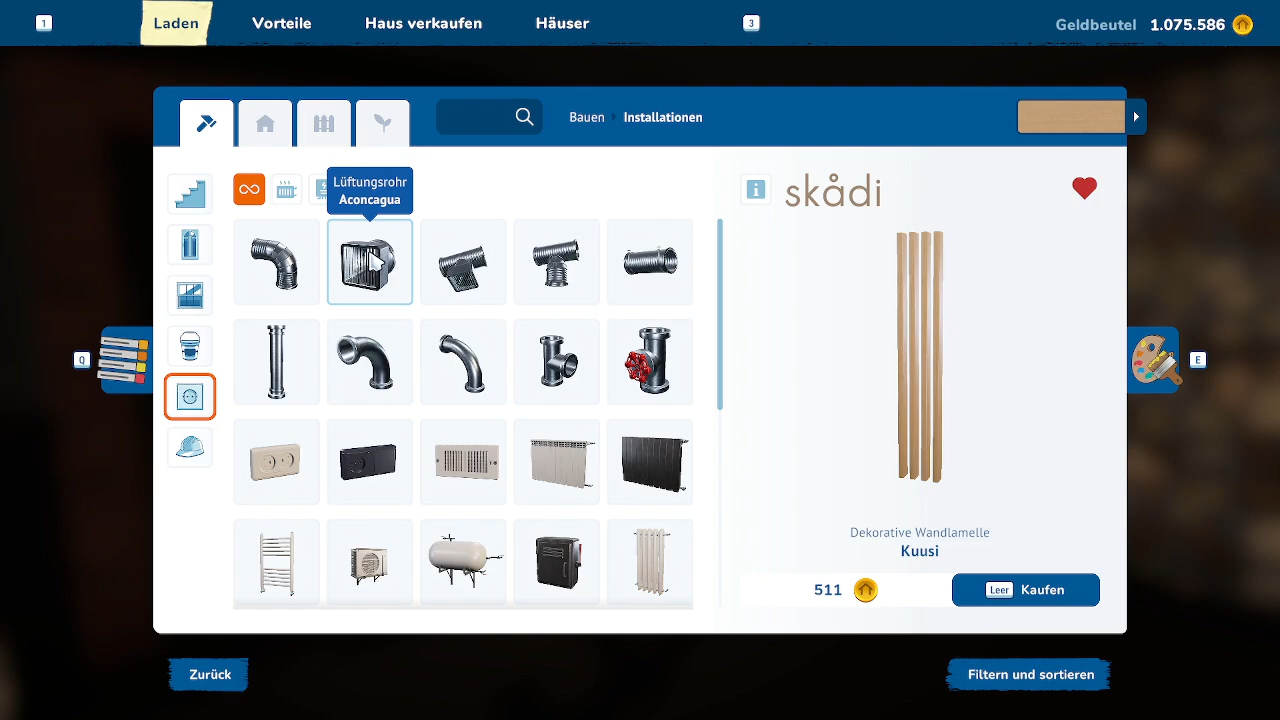 1
Laden
Vorteile
Haus verkaufen
Häuser
3
Geldbeutel 1.075.586
Bauen
Installationen
Lüftungsrohr
Aconcagua
skådi
Q
E
Dekorative Wandlamelle
Kuusi
511
Leer Kaufen
Zurück
Filtern und sortieren